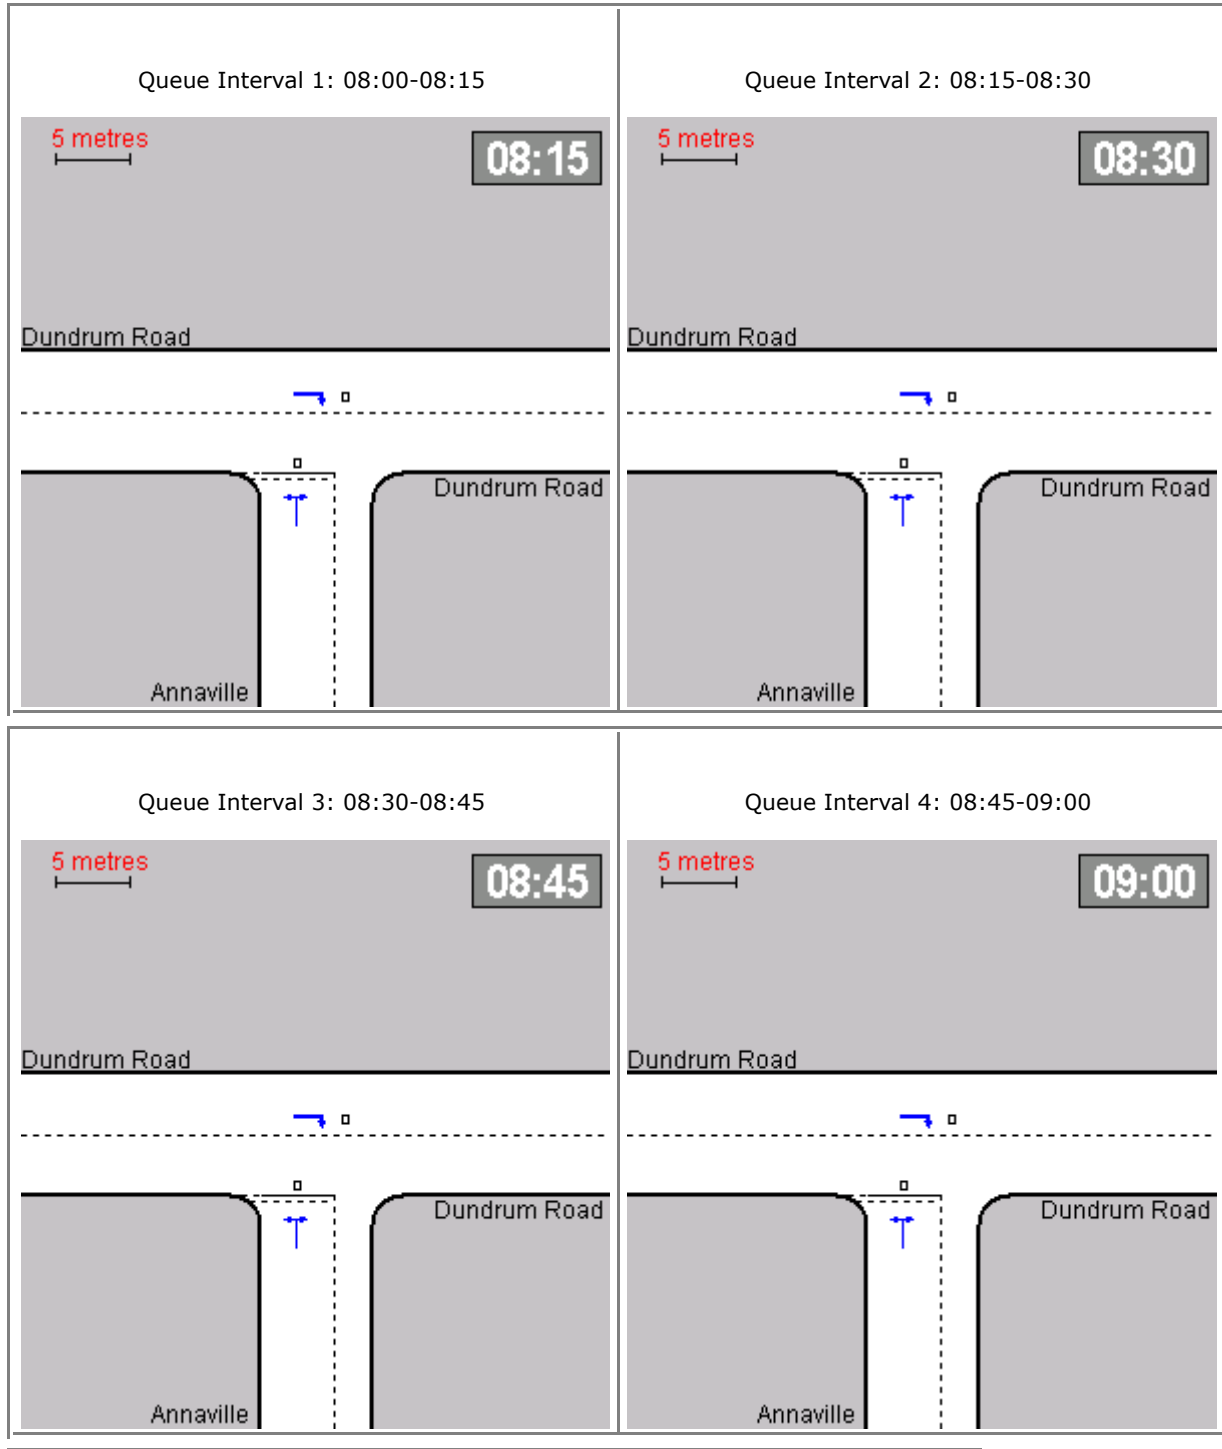 Queue Interval 1: 08:00-08:15
5 metres
08:15
Dundrum Road
Dundrum Road
Annaville
Queue Interval 2: 08:15-08:30
5 metres
08:30
Dundrum Road
Dundrum Road
Annaville
Queue Interval 3: 08:30-08:45
5 metres
08:45
Dundrum Road
Dundrum Road
Annaville
Queue Interval 4: 08:45-09:00
5 metres
09:00
Dundrum Road
Dundrum Road
Annaville